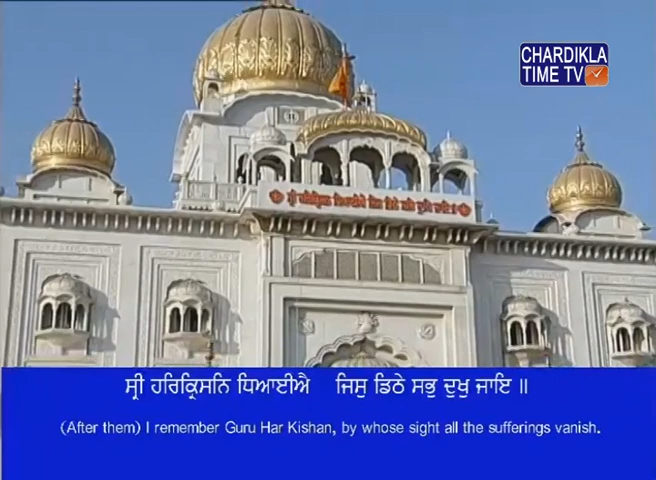 CHARDIKLA
TIME TV
ਸ੍ਰੀ ਹਰਿਕ੍ਰਿਸਨ ਧਿਆਈਐ ਜਿਸੁ ਡਿਠੇ ਸਭੁ ਦੁਖੁ ਜਾਇ ॥
(After them) I remember Guru Har Kishan, by whose sight all the sufferings vanish.